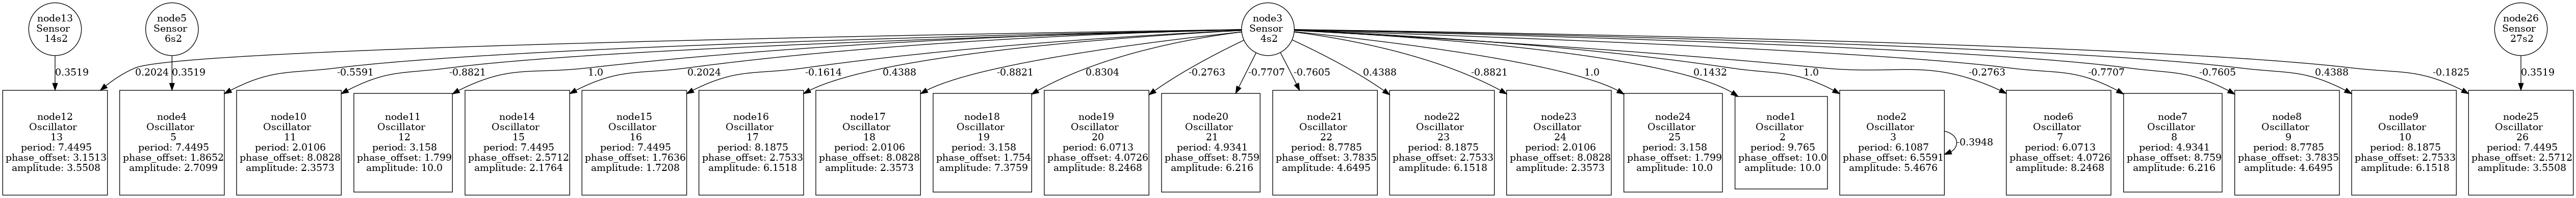 node13
Sensor
14s2
node5
Sensor
6s2
node3
Sensor
4s2
node26
Sensor
27s2
0.3519
0.2024
0.3519
-0.5591
-0.8821
1.0
0.2024
-0.1614
0.4388
-0.8821
0.8304
-0.2763
-0.7707
-0.7605
0.4388
-0.8821
1.0
0.1432
1.0
-0.2763
-0.7707
-0.7605
0.4388
-0.1825
0.3519
node12
Oscillator
13
period: 7.4495
phase_offset: 3.1513
amplitude: 3.5508
node4
Oscillator
5
period: 7.4495
phase_offset: 1.8652
amplitude: 2.7099
node10
Oscillator
11
period: 2.0106
phase_offset: 8.0828
amplitude: 2.3573
node11
Oscillator
12
period: 3.158
phase_offset: 1.799
amplitude: 10.0
node14
Oscillator
15
period: 7.4495
phase_offset: 2.5712
amplitude: 2.1764
node15
Oscillator
16
period: 7.4495
phase_offset: 1.7636
amplitude: 1.7208
node16
Oscillator
17
period: 8.1875
phase_offset: 2.7533
amplitude: 6.1518
node17
Oscillator
18
period: 2.0106
phase_offset: 8.0828
amplitude: 2.3573
node18
Oscillator
19
period: 3.158
phase_offset: 1.754
amplitude: 7.3759
node19
Oscillator
20
period: 6.0713
phase_offset: 4.0726
amplitude: 8.2468
node20
Oscillator
21
period: 4.9341
phase_offset: 8.759
amplitude: 6.216
node21
Oscillator
22
period: 8.7785
phase_offset: 3.7835
amplitude: 4.6495
node22
Oscillator
23
period: 8.1875
phase_offset: 2.7533
amplitude: 6.1518
node23
Oscillator
24
period: 2.0106
phase_offset: 8.0828
amplitude: 2.3573
node24
Oscillator
25
period: 3.158
phase_offset: 1.799
amplitude: 10.0
node1
Oscillator
2
period: 9.765
phase_offset: 10.0
amplitude: 10.0
node2
Oscillator
3
period: 6.1087
phase_offset: 6.5591
amplitude: 5.4676
-0.3948
node6
Oscillator
7
period: 6.0713
phase_offset: 4.0726
amplitude: 8.2468
node7
Oscillator
8
period: 4.9341
phase_offset: 8.759
amplitude: 6.216
node8
Oscillator
9
period: 8.7785
phase_offset: 3.7835
amplitude: 4.6495
node9
Oscillator
10
period: 8.1875
phase_offset: 2.7533
amplitude: 6.1518
node25
Oscillator
26
period: 7.4495
phase_offset: 2.5712
amplitude: 3.5508